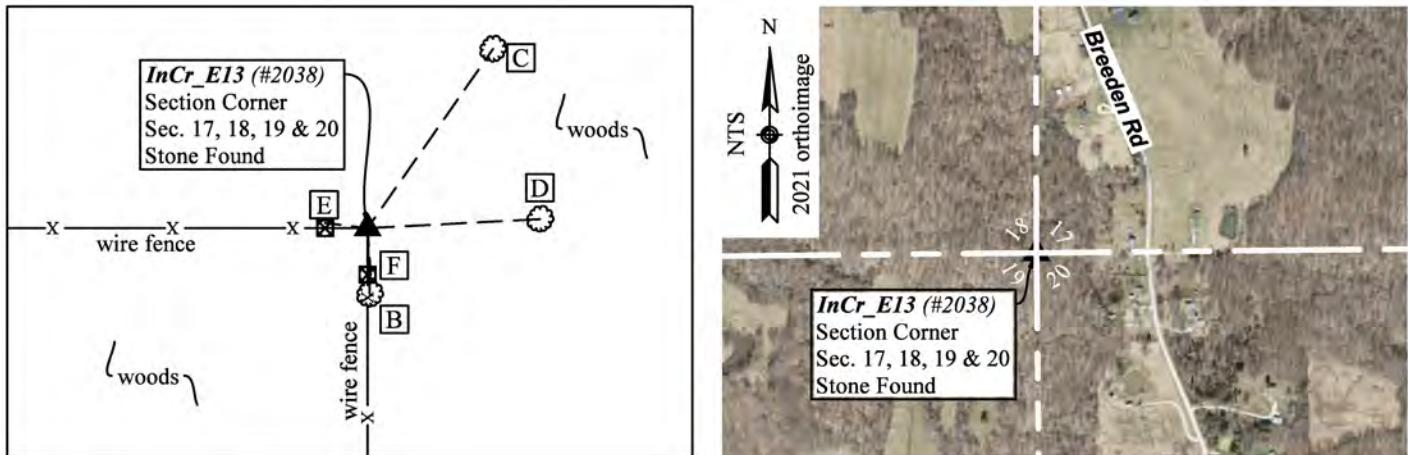 InCr_E13 (#2038)
Section Corner
Sec. 17, 18, 19 & 20
Stone Found
C
woods
D
E
x x x
wire fence
F
B
woods
wire fence
x
N
NTS
2021 orthoimage
Breeden Rd
18 17
19 20
InCr_E13 (#2038)
Section Corner
Sec. 17, 18, 19 & 20
Stone Found